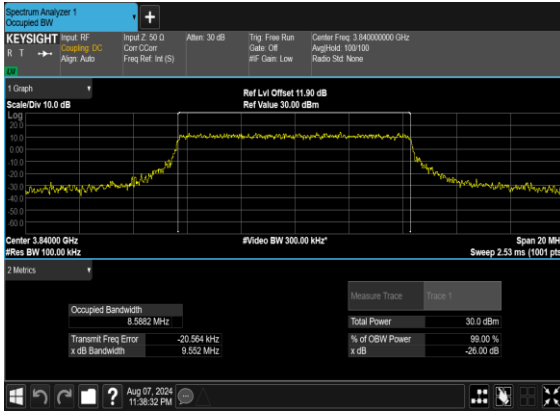 Spectrum Analyzer 1
Occupied BW
+
KEYSIGHT Input: RF Input Z: 50 Ω Atten: 30 dB Trig: Free Run Center Freq: 3.840000000 GHz
R T Coupling: DC Corr CCorr Gate: Off Avg|Hold: 100/100
Align: Auto Freq Ref: Int (S) #IF Gain: Low Radio Std: None
1 Graph
Ref Lvl Offset 11.90 dB
Scale/Div 10.0 dB Ref Value 30.00 dBm
Log
20.0
10.0
0.00
-10.0
-20.0
-30.0
-40.0
-50.0
-60.0
Center 3.84000 GHz #Video BW 300.00 kHz* Span 20 MH
#Res BW 100.00 kHz Sweep 2.53 ms (1001 pts
2 Metrics
Measure Trace Trace 1
Occupied Bandwidth
8.5882 MHz Total Power 30.0 dBm
Transmit Freq Error -20.564 kHz % of OBW Power 99.00 %
x dB Bandwidth 9.552 MHz x dB -26.00 dB
? Aug 07, 2024
11:36:32 PM